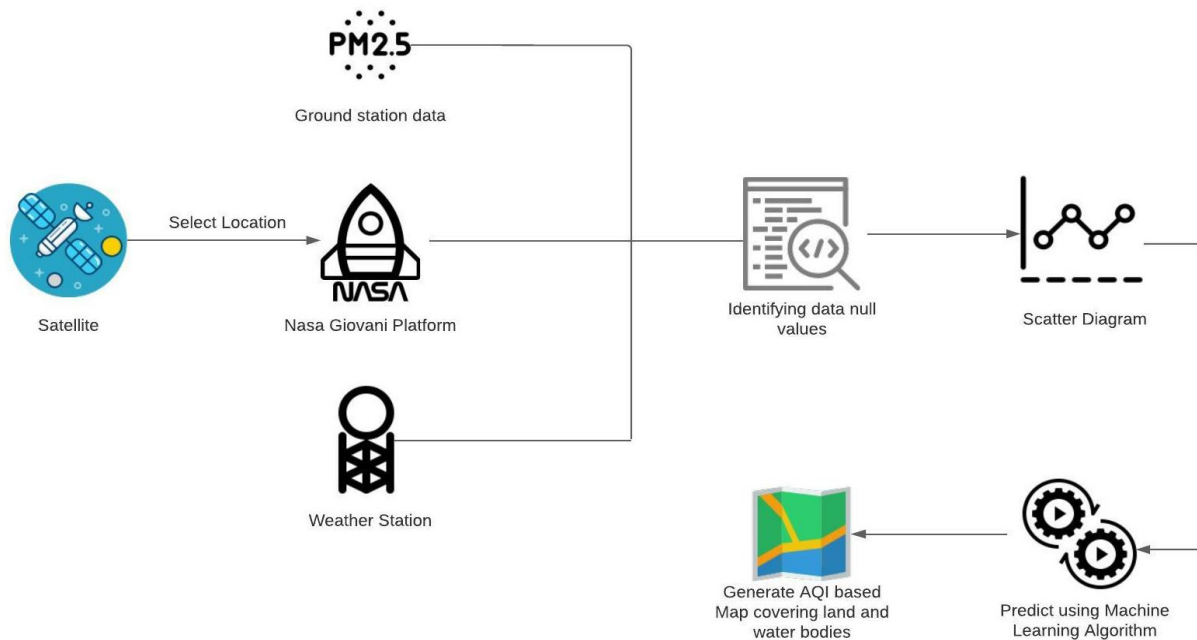 PM2.5
Ground station data
Select Location
NASA
Satellite
Nasa Giovani Platform
Weather Station
</>
Identifying data null
values
Scatter Diagram
Generate AQI based
Map covering land and
water bodies
Predict using Machine
Learning Algorithm